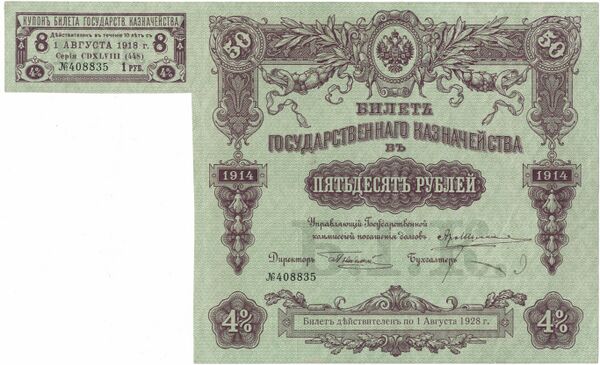 КУПОНЪ БИЛЕТА ГОСУДАРСТВ. КАЗНАЧЕЙСТВА.
8 Дѣйствителенъ въ теченіе 10 лѣтъ съ 8
1 АВГУСТА 1918 г.
Серія CDXLVIII (448)
4% №408835 1 РУБ. 4%
50 50
БИЛЕТЪ
ГОСУДАРСТВЕННАГО КАЗНАЧЕЙСТВА
ВЪ
1914 ПЯТЬДЕСЯТЪ РУБЛЕЙ 1914
Управляющій Государственной
коммиссіей погашенія долговъ
Директоръ Бухгалтеръ
№408835
4% Билетъ дѣйствителенъ по 1 Августа 1928 г. 4%